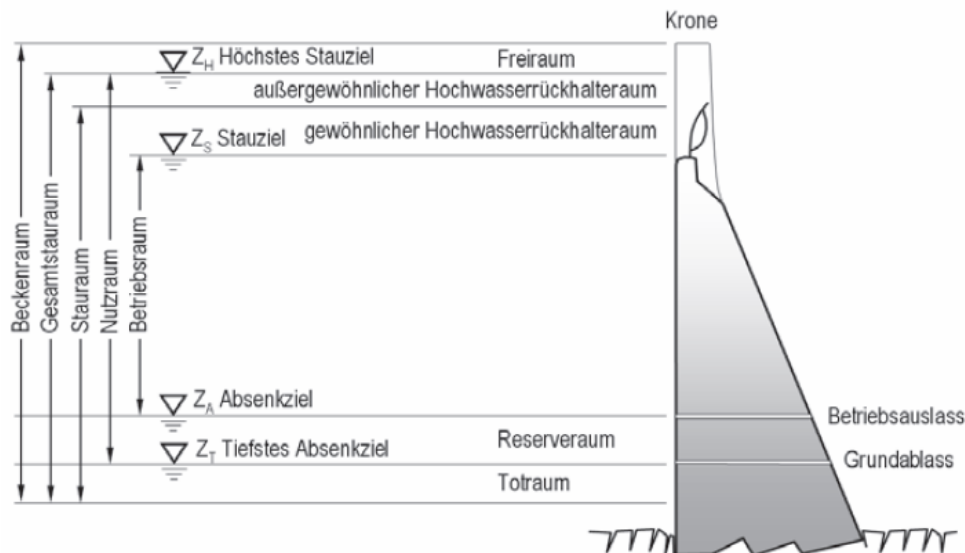 Krone
Z_H Höchstes Stauziel
Freiraum
außergewöhnlicher Hochwasserrückhalteraum
Z_S Stauziel
gewöhnlicher Hochwasserrückhalteraum
Beckenraum
Gesamtstauraum
Stauraum
Nutzraum
Betriebsraum
Z_A Absenkziel
Betriebsauslass
Z_T Tiefstes Absenkziel
Reserveraum
Grundablass
Totraum